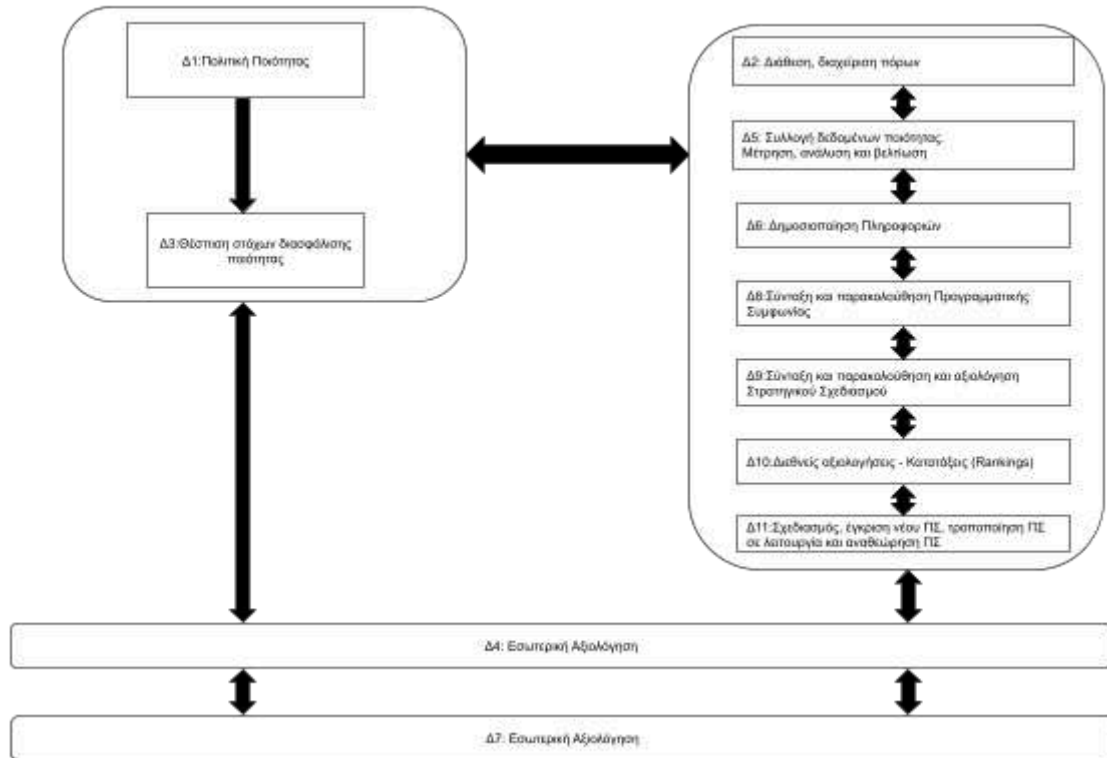 Δ1:Πολιτική Ποιότητας
Δ3:Θέσπιση στόχων διασφάλισης
ποιότητας
Δ2: Διάθεση, διαχείριση πόρων
Δ5: Συλλογή δεδομένων ποιότητας.
Μέτρηση, ανάλυση και βελτίωση
Δ6: Δημοσιοποίηση Πληροφοριών
Δ8:Σύνταξη και παρακολούθηση Προγραμματικής
Συμφωνίας
Δ9:Σύνταξη και παρακολούθηση και αξιολόγηση
Στρατηγικού Σχεδιασμού
Δ10:Διεθνείς αξιολογήσεις - Κατατάξεις (Rankings)
Δ11:Σχεδιασμός, έγκριση νέου ΠΣ, τροποποίηση ΠΣ
σε λειτουργία και αναθεώρηση ΠΣ
Δ4: Εσωτερική Αξιολόγηση
Δ7: Εσωτερική Αξιολόγηση